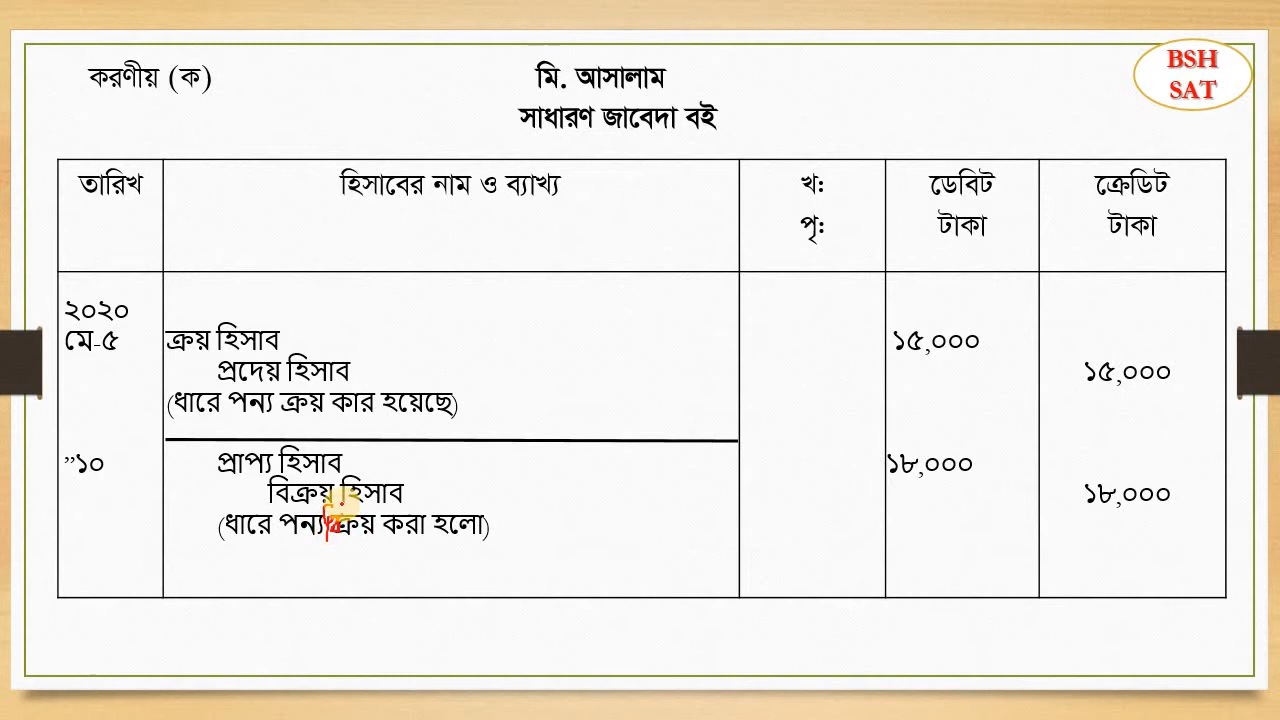 করণীয় (ক)
মি. আসালাম
BSH
SAT
সাধারণ জাবেদা বই
তারিখ
হিসাবের নাম ও ব্যাখ্য
খঃ
পৃঃ
ডেবিট
টাকা
ক্রেডিট
টাকা
২০২০
মে-৫ ক্রয় হিসাব ১৫,০০০
প্রদেয় হিসাব ১৫,০০০
(ধারে পন্য ক্রয় কার হয়েছে)
”১০ প্রাপ্য হিসাব ১৮,০০০
বিক্রয় হিসাব ১৮,০০০
(ধারে পন্য ক্রয় করা হলো)